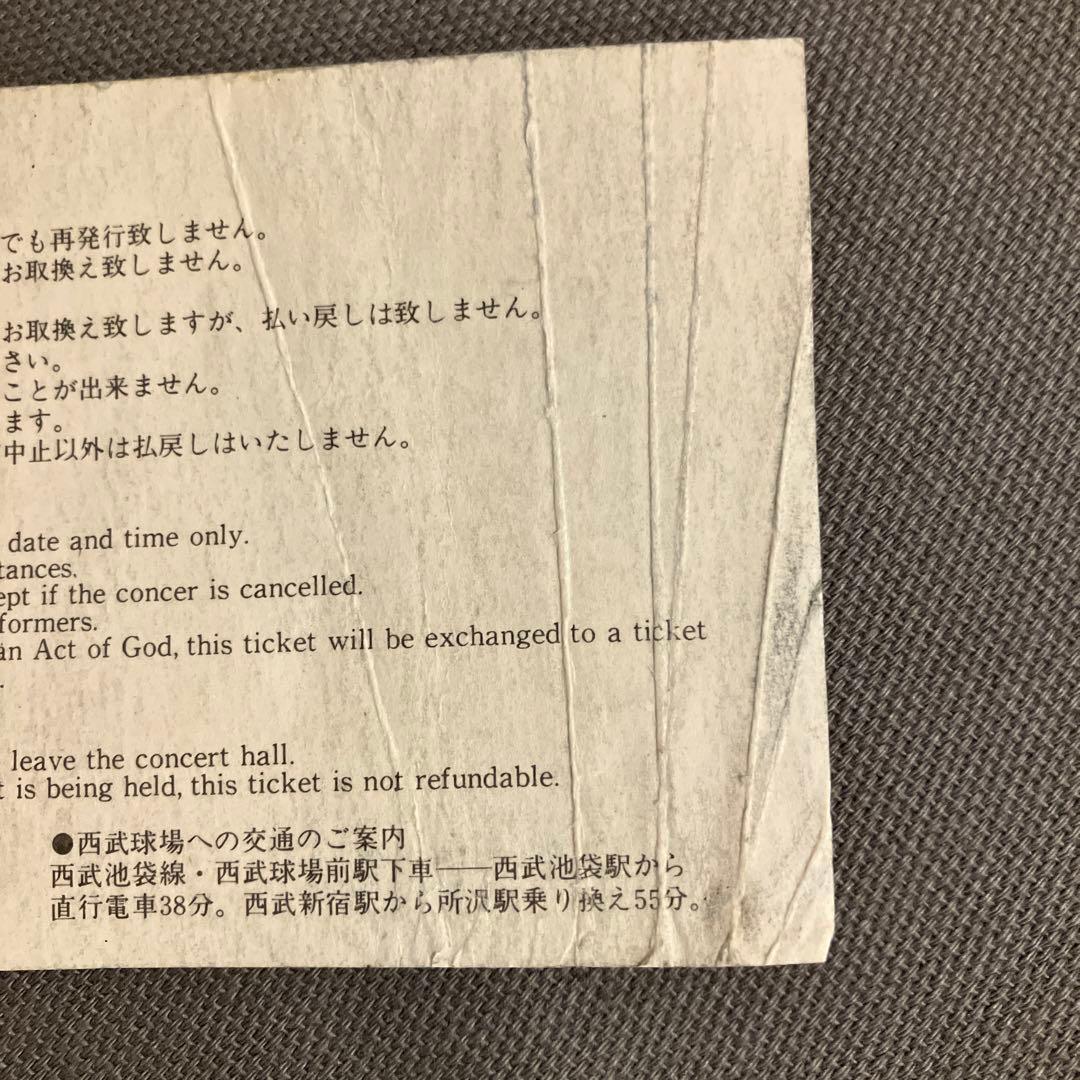 でも再発行致しません。
お取換え致しません。
お取換え致しますが、払い戻しは致しません。
さい。
ことが出来ません。
ます。
中止以外は払戻しはいたしません。
date and time only.
tances.
ept if the concer is cancelled.
formers.
an Act of God, this ticket will be exchanged to a ticket
.
leave the concert hall.
t is being held, this ticket is not refundable.
●西武球場への交通のご案内
西武池袋線・西武球場前駅下車——西武池袋駅から
直行電車38分。西武新宿駅から所沢駅乗り換え55分。